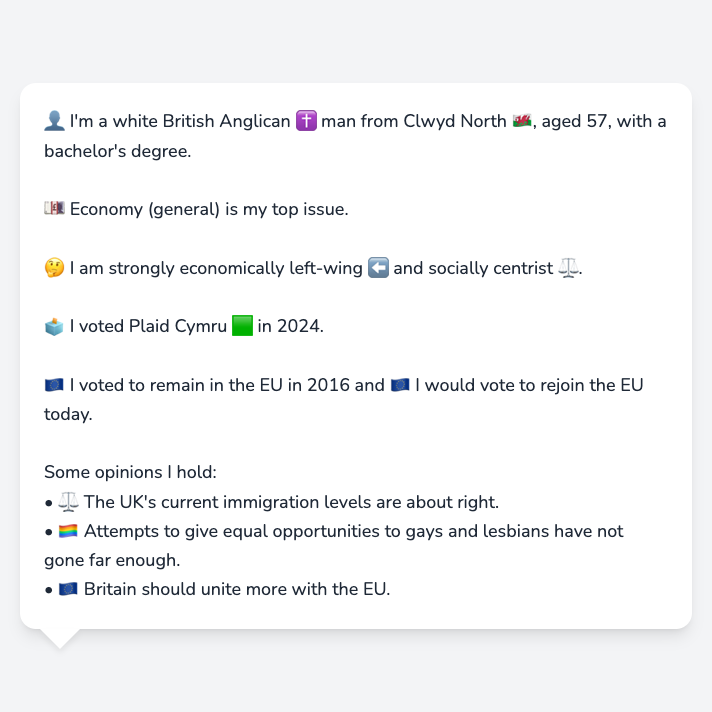 👤 I'm a white British Anglican ✝️ man from Clwyd North 🏴󠁧󠁢󠁷󠁬󠁳󠁿, aged 57, with a
bachelor's degree.
💷 Economy (general) is my top issue.
🤔 I am strongly economically left-wing ⬅️ and socially centrist ⚖️.
🗳️ I voted Plaid Cymru 🟩 in 2024.
🇪🇺 I voted to remain in the EU in 2016 and 🇪🇺 I would vote to rejoin the EU
today.
Some opinions I hold:
• ⚖️ The UK's current immigration levels are about right.
• 🏳️‍🌈 Attempts to give equal opportunities to gays and lesbians have not
gone far enough.
• 🇪🇺 Britain should unite more with the EU.